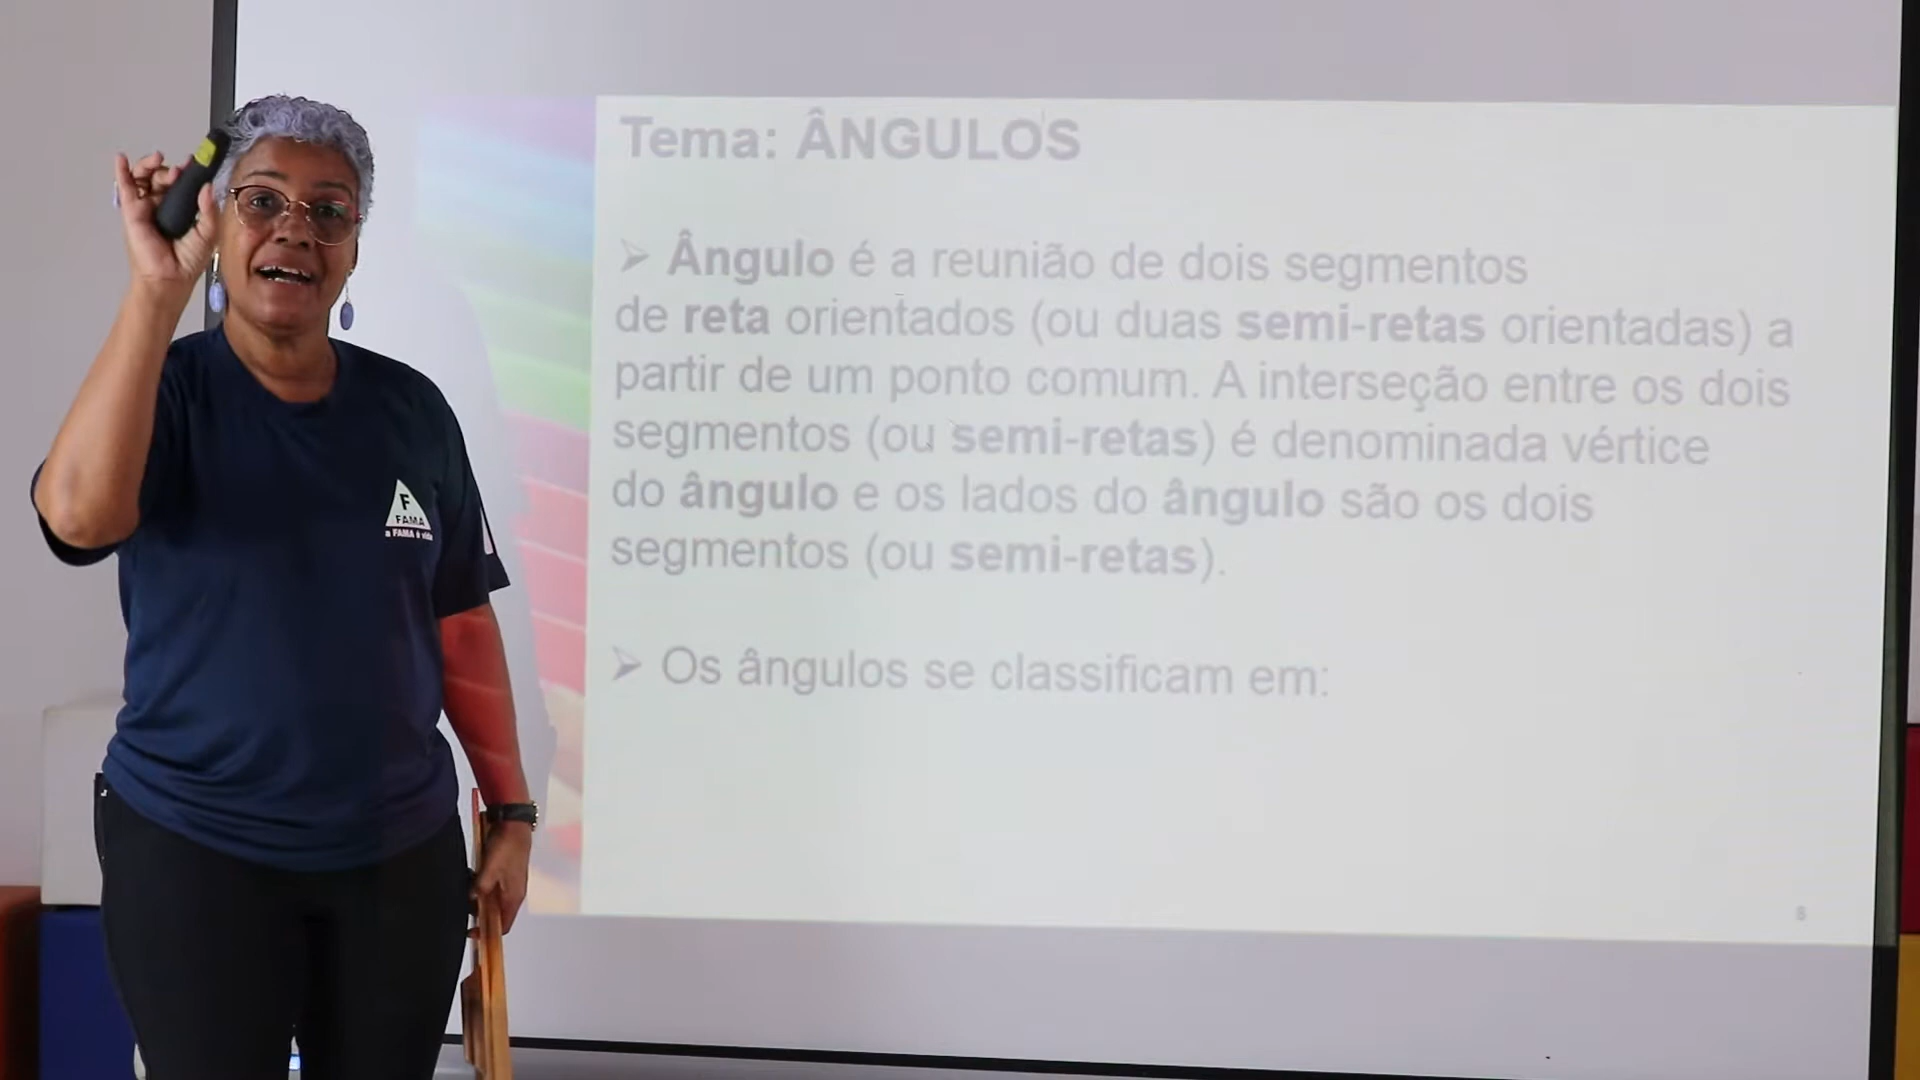 Tema: ÂNGULOS
➢ Ângulo é a reunião de dois segmentos
de reta orientados (ou duas semi-retas orientadas) a
partir de um ponto comum. A interseção entre os dois
segmentos (ou semi-retas) é denominada vértice
do ângulo e os lados do ângulo são os dois
segmentos (ou semi-retas).
➢ Os ângulos se classificam em:
8
F
FAMA
a FAMA é vida